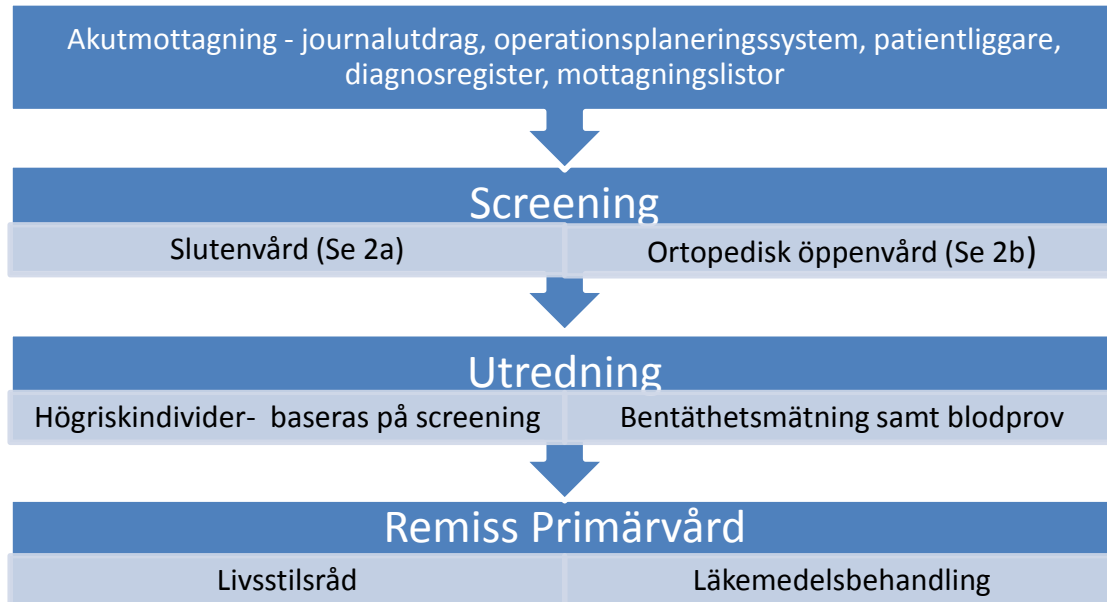 Akutmottagning - journalutdrag, operationsplaneringssystem, patientliggare,
diagnosregister, mottagningslistor
Screening
Slutenvård (Se 2a)
Ortopedisk öppenvård (Se 2b)
Utredning
Högriskindivider- baseras på screening
Bentäthetsmätning samt blodprov
Remiss Primärvård
Livsstilsråd
Läkemedelsbehandling